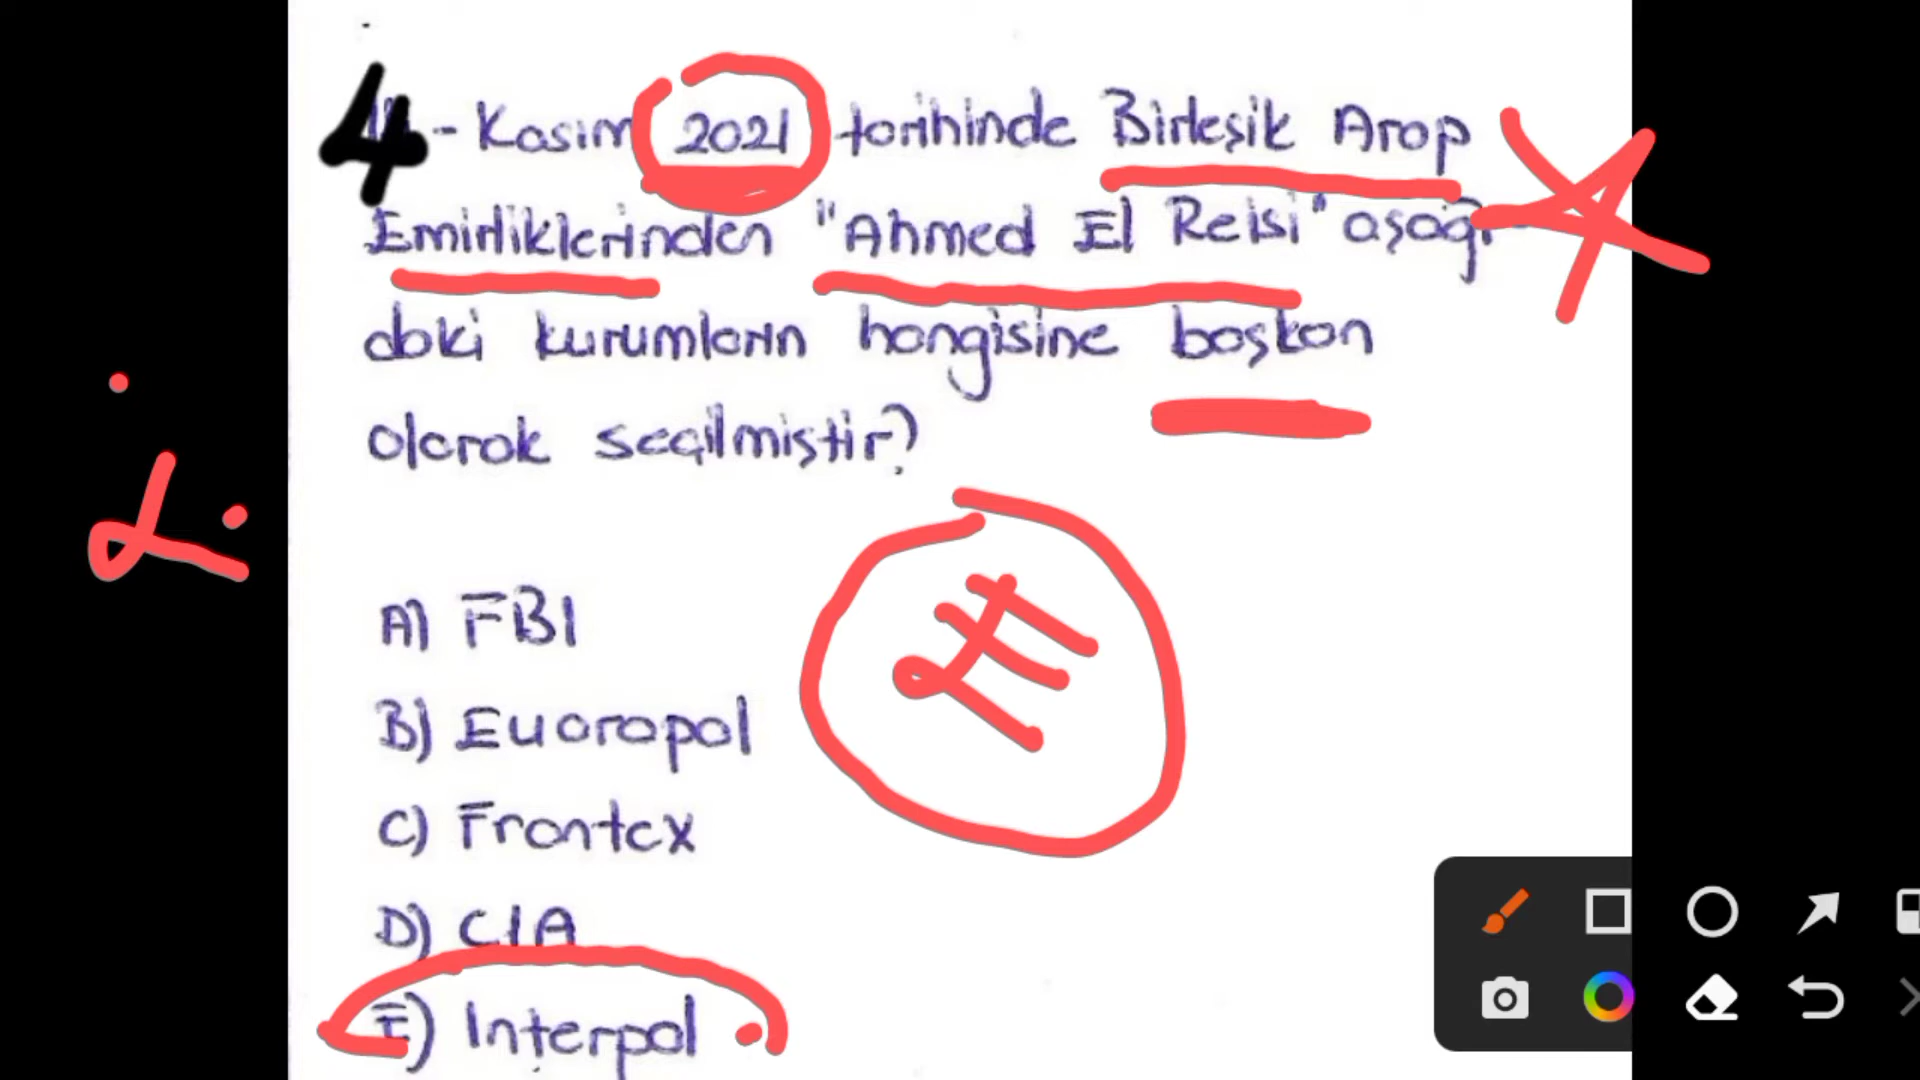 4 - Kasım 2021 tarihinde Birleşik Arap
Emirliklerinden "Ahmed El Reisi" aşağı
daki kurumların hangisine başkan
olarak seçilmiştir?
A) FBI
B) Euoropol
C) Frontex
D) CIA
E) Interpol
E